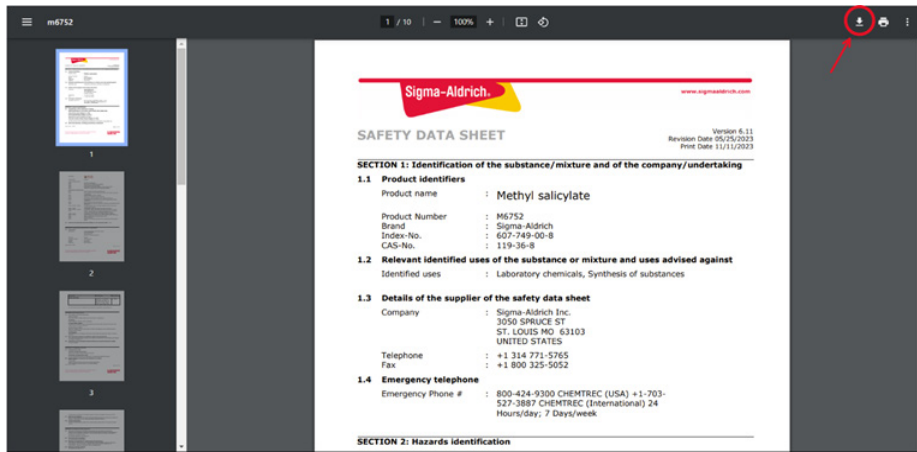 m6752
1 / 10
100%
1
2
3
Sigma-Aldrich®
www.sigmaaldrich.com
SAFETY DATA SHEET
Version 6.11
Revision Date 05/25/2023
Print Date 11/11/2023
SECTION 1: Identification of the substance/mixture and of the company/undertaking
1.1 Product identifiers
Product name : Methyl salicylate
Product Number : M6752
Brand : Sigma-Aldrich
Index-No. : 607-749-00-8
CAS-No. : 119-36-8
1.2 Relevant identified uses of the substance or mixture and uses advised against
Identified uses : Laboratory chemicals, Synthesis of substances
1.3 Details of the supplier of the safety data sheet
Company : Sigma-Aldrich Inc.
3050 SPRUCE ST
ST. LOUIS MO 63103
UNITED STATES
Telephone : +1 314 771-5765
Fax : +1 800 325-5052
1.4 Emergency telephone
Emergency Phone # : 800-424-9300 CHEMTREC (USA) +1-703-
527-3887 CHEMTREC (International) 24
Hours/day; 7 Days/week
SECTION 2: Hazards identification